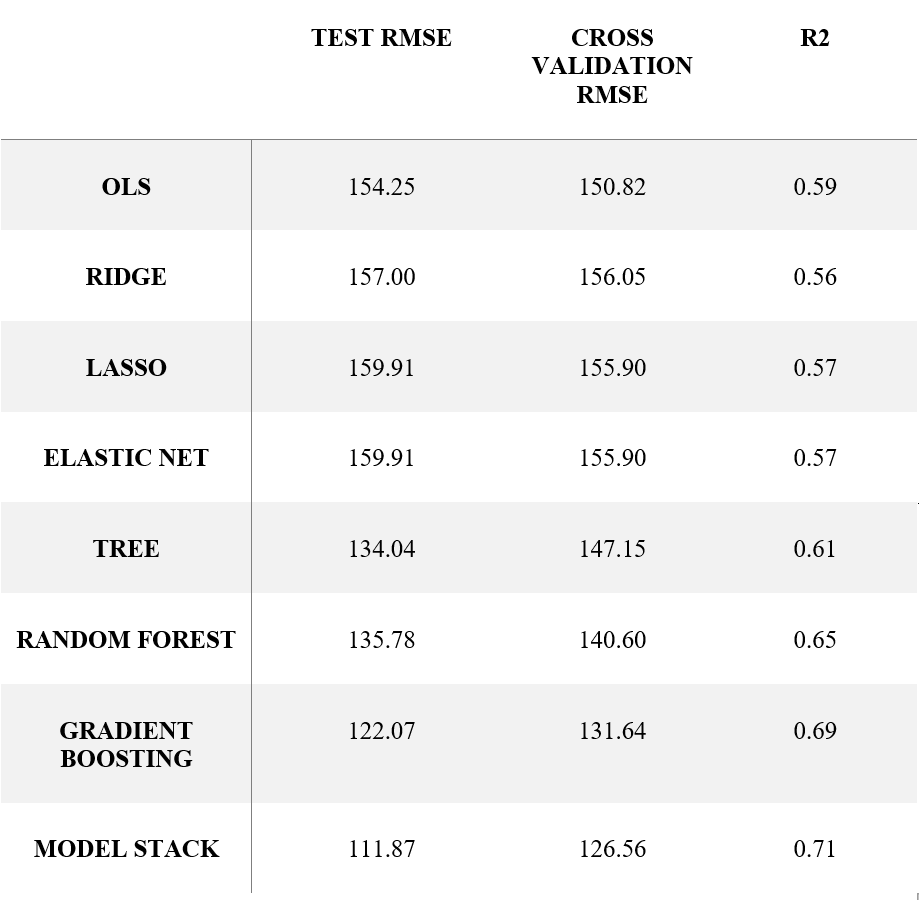 TEST RMSE CROSS VALIDATION RMSE R2
OLS 154.25 150.82 0.59
RIDGE 157.00 156.05 0.56
LASSO 159.91 155.90 0.57
ELASTIC NET 159.91 155.90 0.57
TREE 134.04 147.15 0.61
RANDOM FOREST 135.78 140.60 0.65
GRADIENT BOOSTING 122.07 131.64 0.69
MODEL STACK 111.87 126.56 0.71